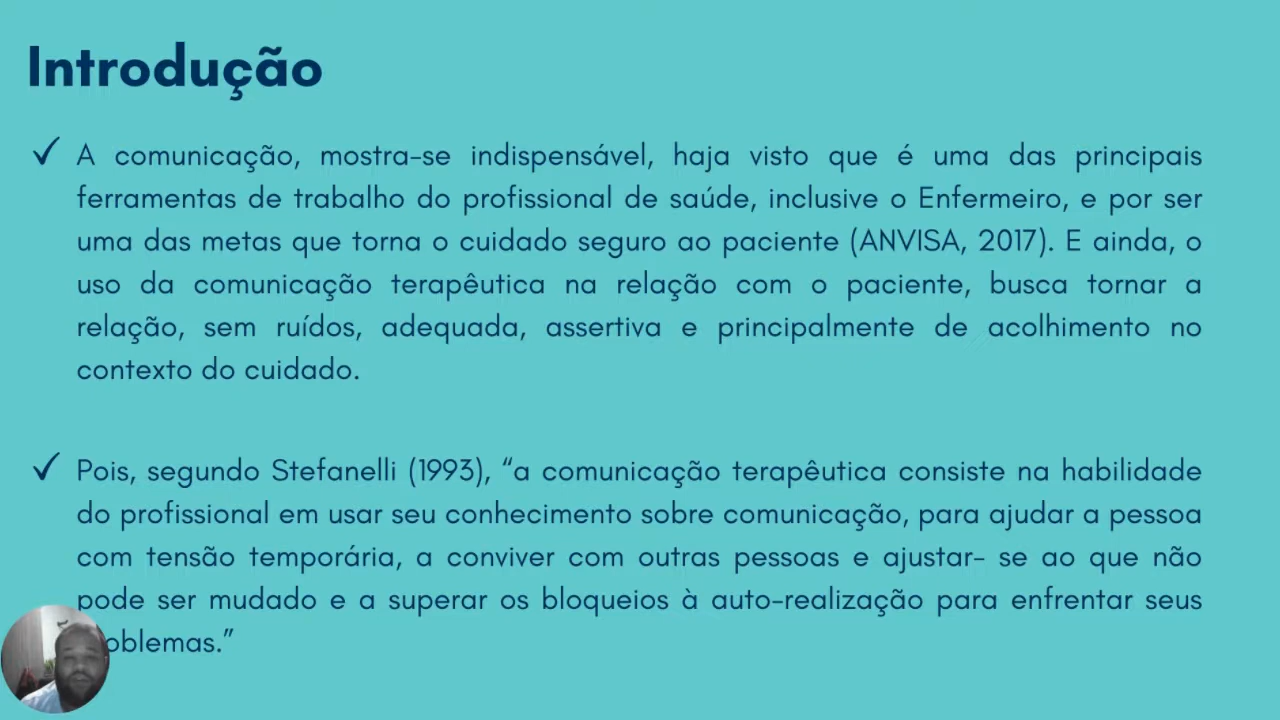 Introdução
✓ A comunicação, mostra-se indispensável, haja visto que é uma das principais
ferramentas de trabalho do profissional de saúde, inclusive o Enfermeiro, e por ser
uma das metas que torna o cuidado seguro ao paciente (ANVISA, 2017). E ainda, o
uso da comunicação terapêutica na relação com o paciente, busca tornar a
relação, sem ruídos, adequada, assertiva e principalmente de acolhimento no
contexto do cuidado.
✓ Pois, segundo Stefanelli (1993), “a comunicação terapêutica consiste na habilidade
do profissional em usar seu conhecimento sobre comunicação, para ajudar a pessoa
com tensão temporária, a conviver com outras pessoas e ajustar- se ao que não
pode ser mudado e a superar os bloqueios à auto-realização para enfrentar seus
oblemas.”